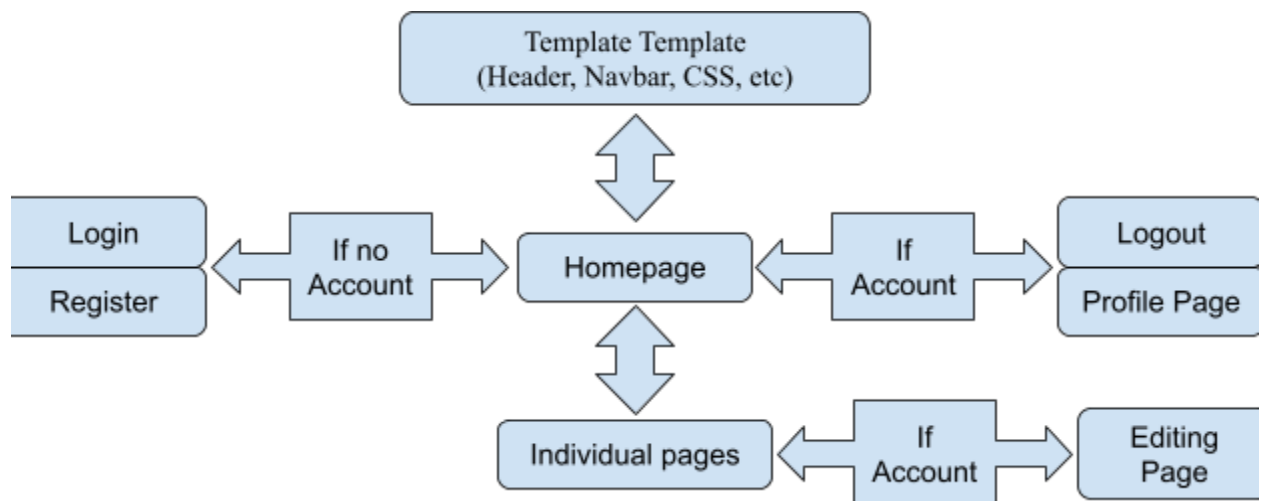 Template Template
(Header, Navbar, CSS, etc)
Login
Register
If no
Account
Homepage
If
Account
Logout
Profile Page
Individual pages
If
Account
Editing
Page